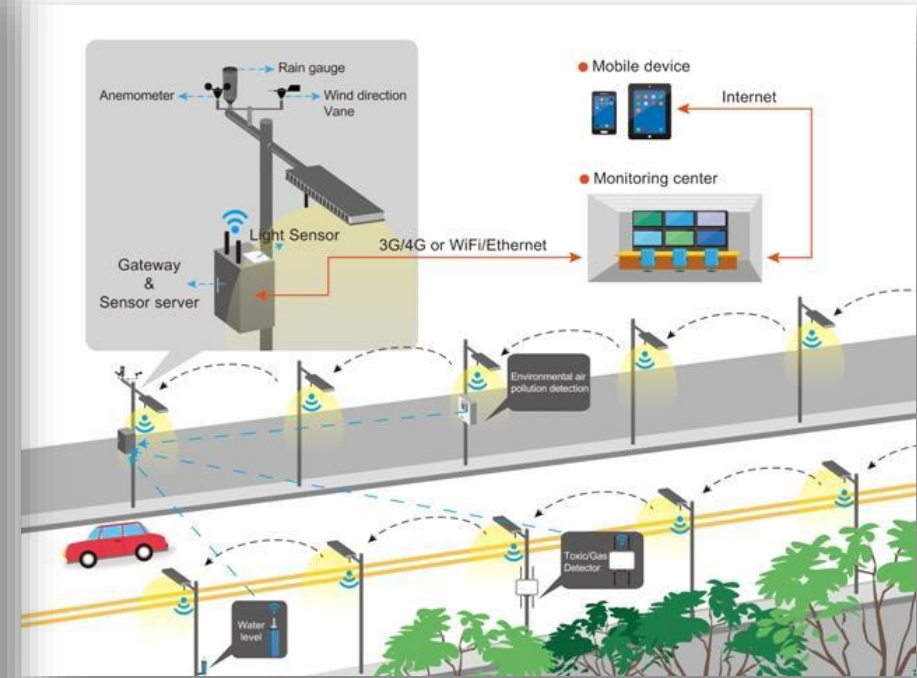 Rain gauge
Anemometer
Wind direction
Vane
Light Sensor
Gateway
&
Sensor server
3G/4G or WiFi/Ethernet
Mobile device
Internet
Monitoring center
Environmental air
pollution detection
Toxic/Gas
Detector
Water
level